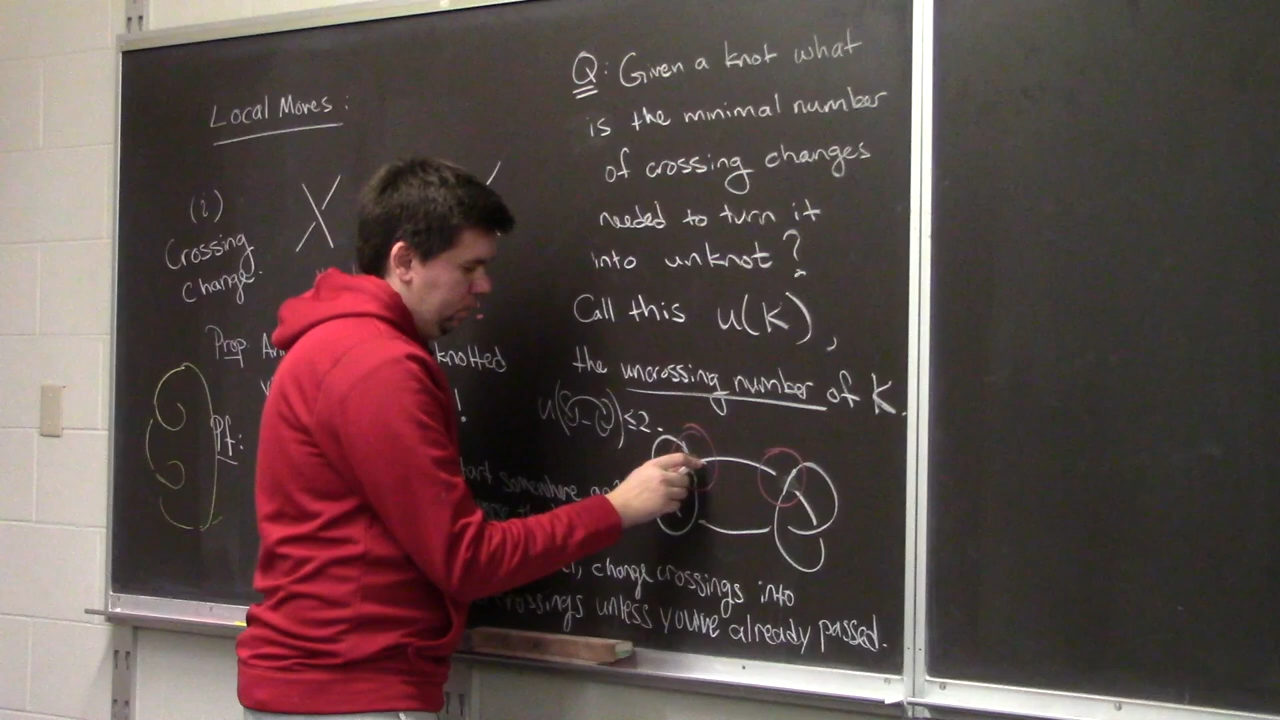 Local Moves:
(i)
Crossing
change.
Prop. knotted
!
Pf:
start somewhere
change crossings into
crossings unless you've already passed.
Q: Given a knot what
is the minimal number
of crossing changes
needed to turn it
into unknot?
Call this u(K),
the uncrossing number of K.
u( ) ≤ 2.